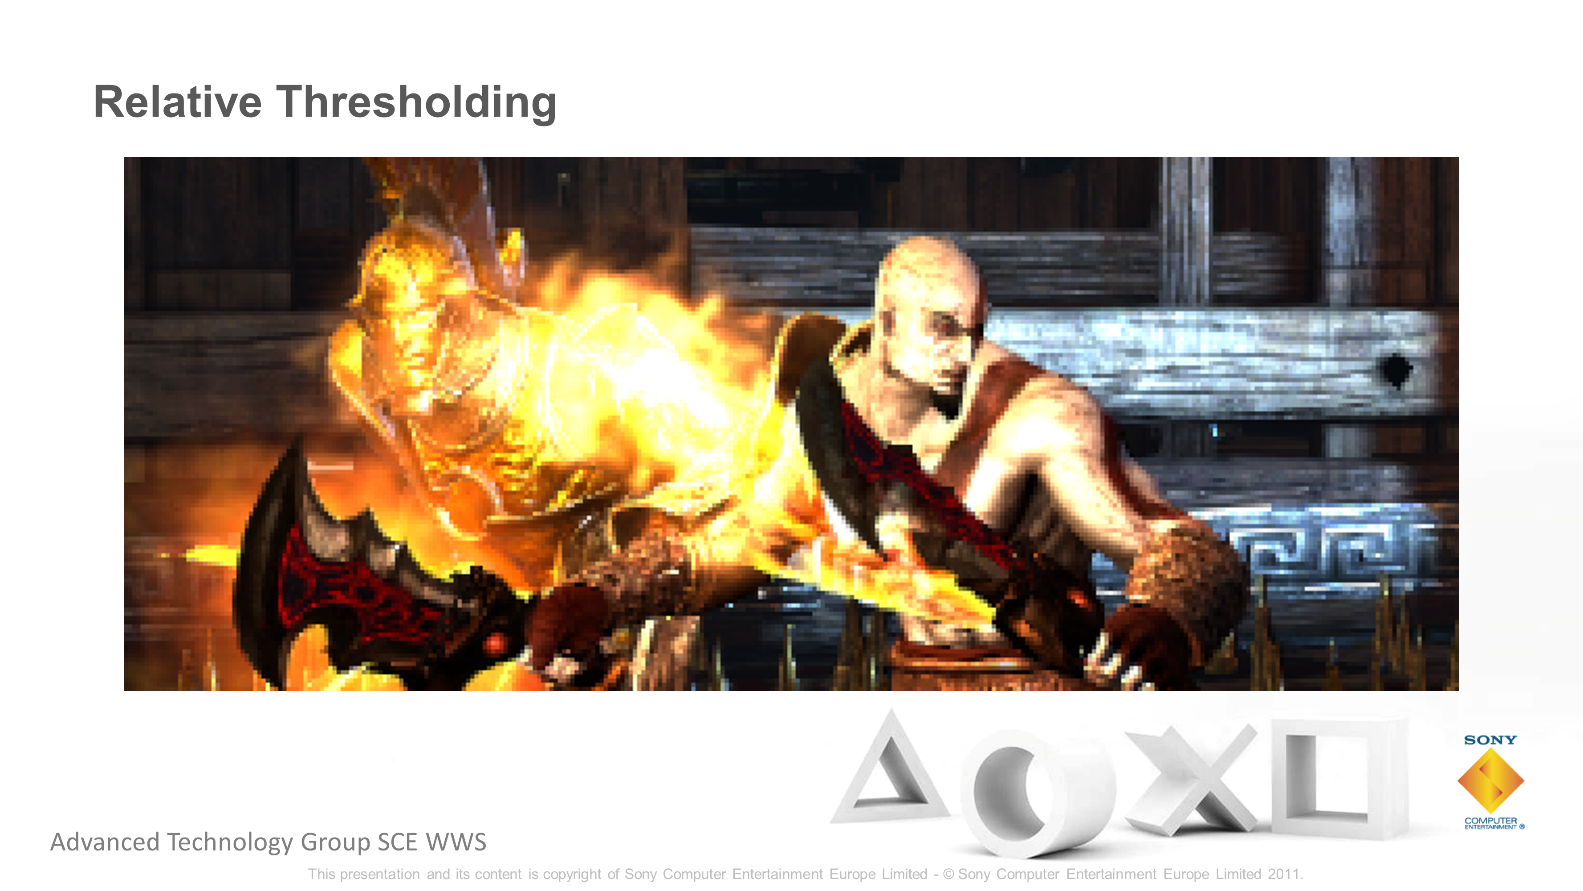 Relative Thresholding
SONY
COMPUTER
ENTERTAINMENT ®
Advanced Technology Group SCE WWS
This presentation and its content is copyright of Sony Computer Entertainment Europe Limited - © Sony Computer Entertainment Europe Limited 2011.